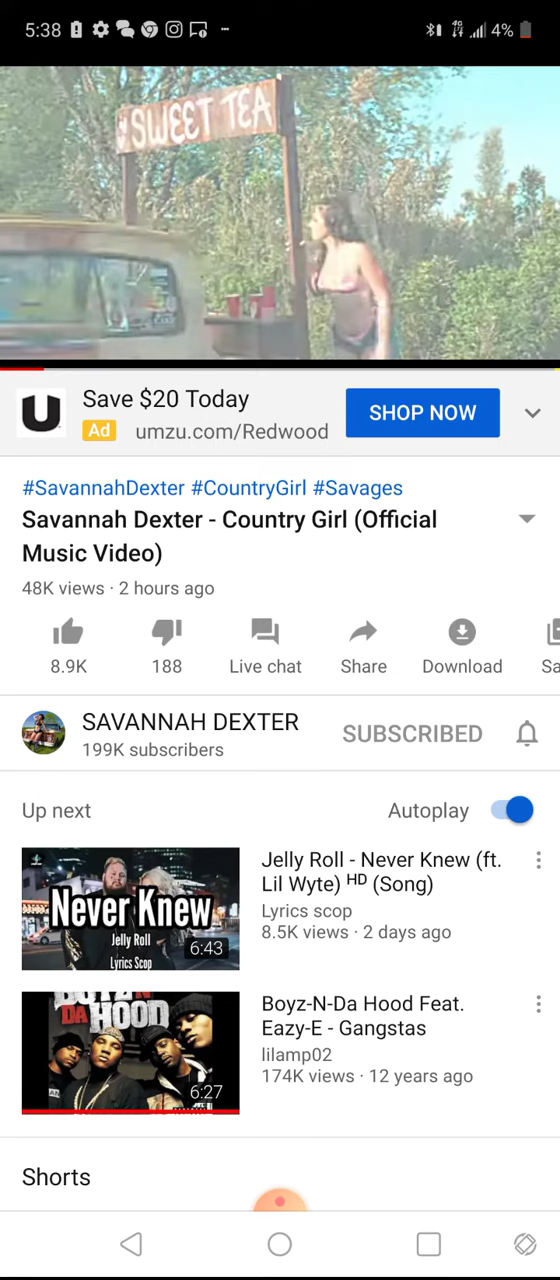 5:38
4G
4%
SWEET TEA
U
Save $20 Today
SHOP NOW
Ad umzu.com/Redwood
#SavannahDexter #CountryGirl #Savages
Savannah Dexter - Country Girl (Official
Music Video)
48K views · 2 hours ago
8.9K 188 Live chat Share Download Sa
SAVANNAH DEXTER
199K subscribers
SUBSCRIBED
Up next Autoplay
Never Knew
Jelly Roll
Lyrics Scop
6:43
Jelly Roll - Never Knew (ft.
Lil Wyte) ᴴᴰ (Song)
Lyrics scop
8.5K views · 2 days ago
BOYZ N
DA HOOD
6:27
Boyz-N-Da Hood Feat.
Eazy-E - Gangstas
lilamp02
174K views · 12 years ago
Shorts